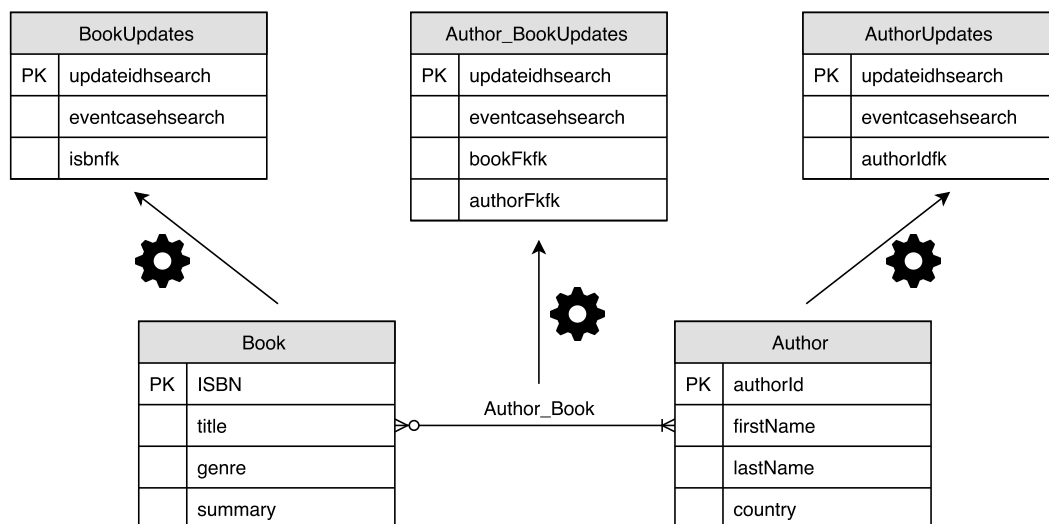 BookUpdates
PK updateidhsearch
eventcasehsearch
isbnfk
Author_BookUpdates
PK updateidhsearch
eventcasehsearch
bookFkfk
authorFkfk
AuthorUpdates
PK updateidhsearch
eventcasehsearch
authorIdfk
Book
PK ISBN
title
genre
summary
Author_Book
Author
PK authorId
firstName
lastName
country